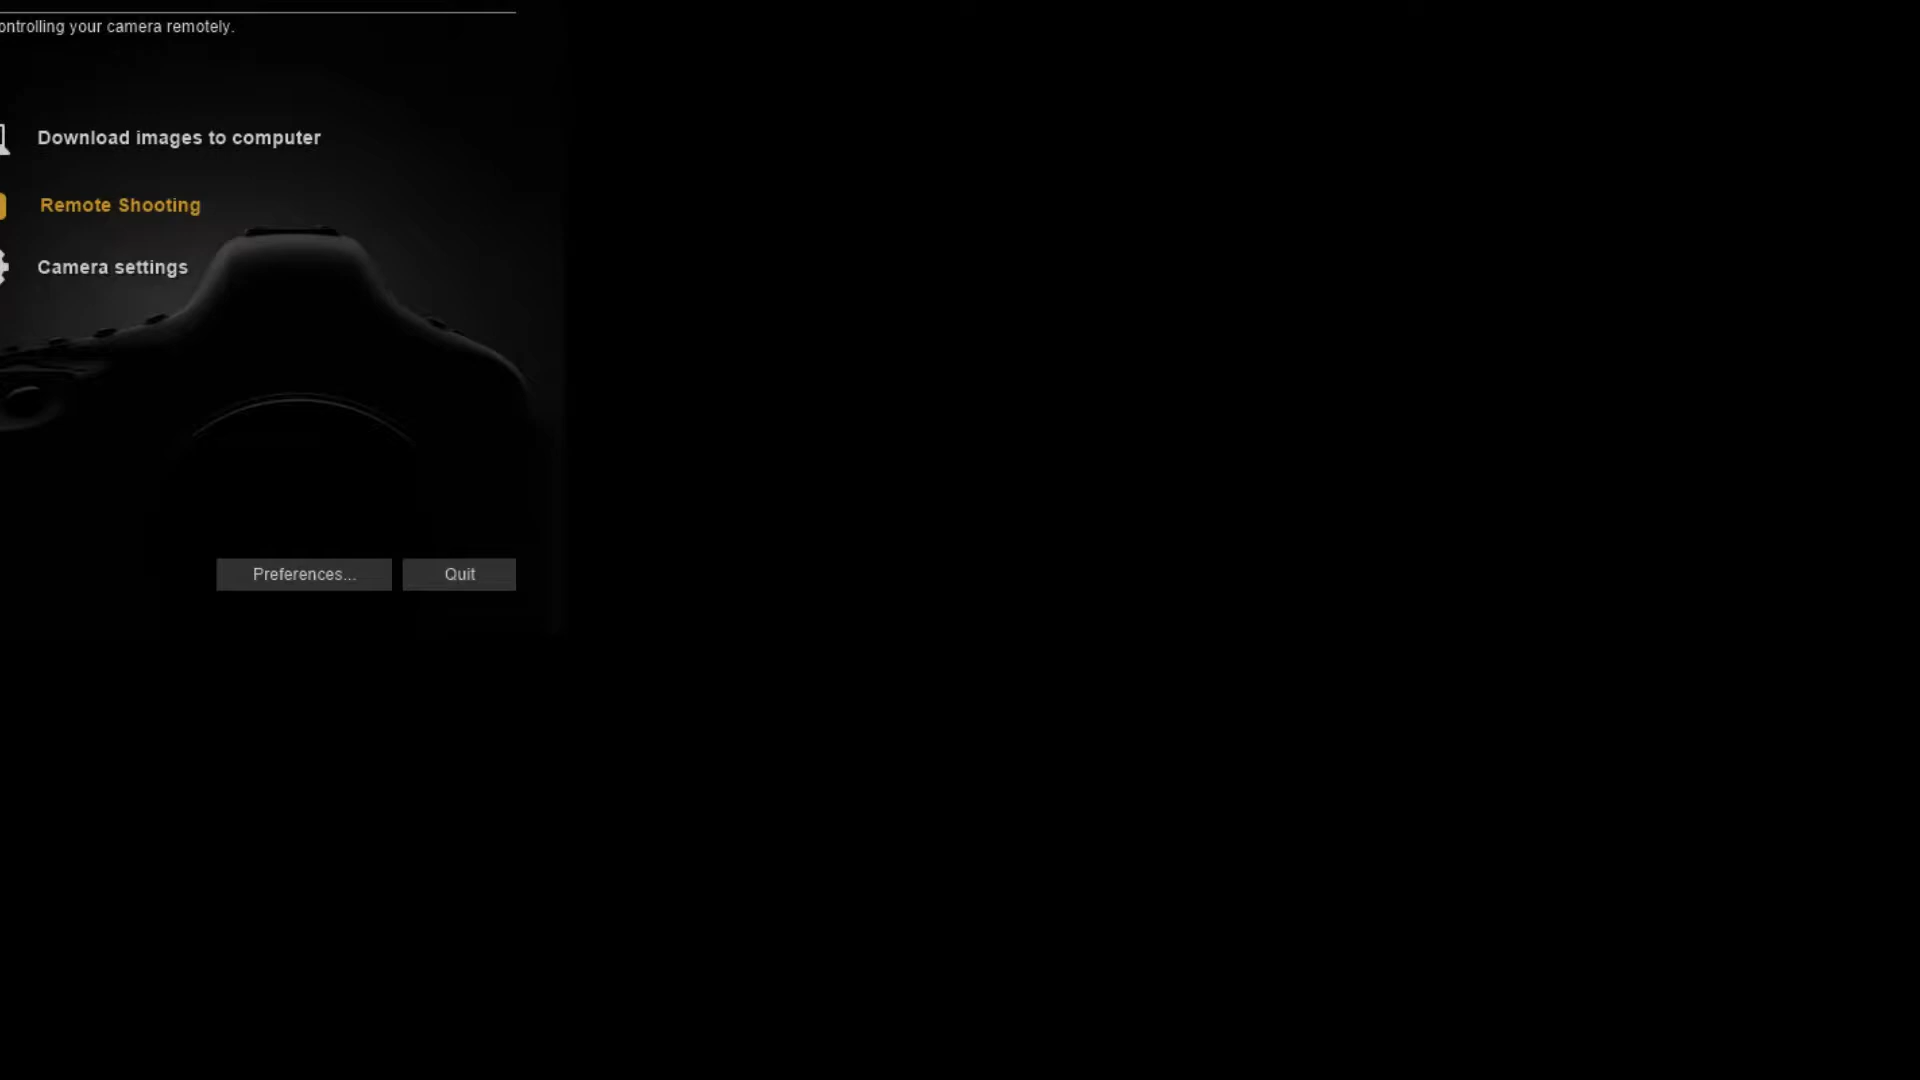 ontrolling your camera remotely.
Download images to computer
Remote Shooting
Camera settings
Preferences...
Quit